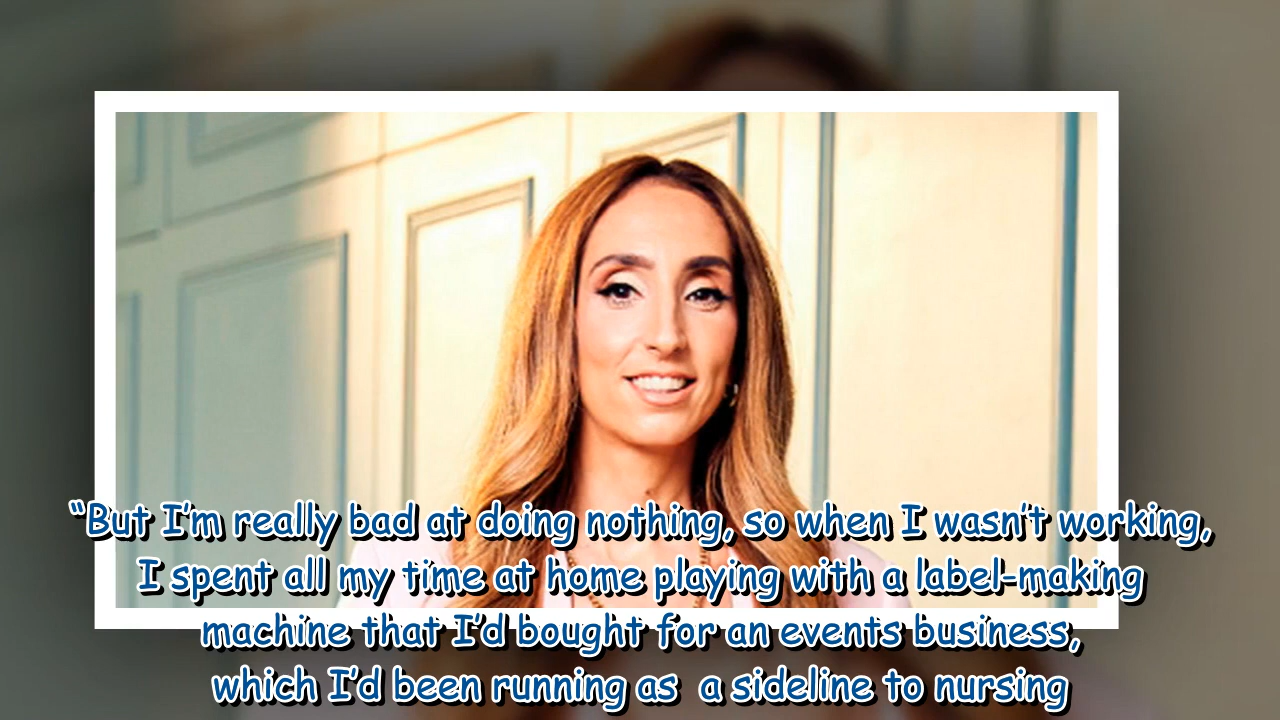 “But I’m really bad at doing nothing, so when I wasn’t working,
I spent all my time at home playing with a label-making
machine that I’d bought for an events business,
which I’d been running as  a sideline to nursing